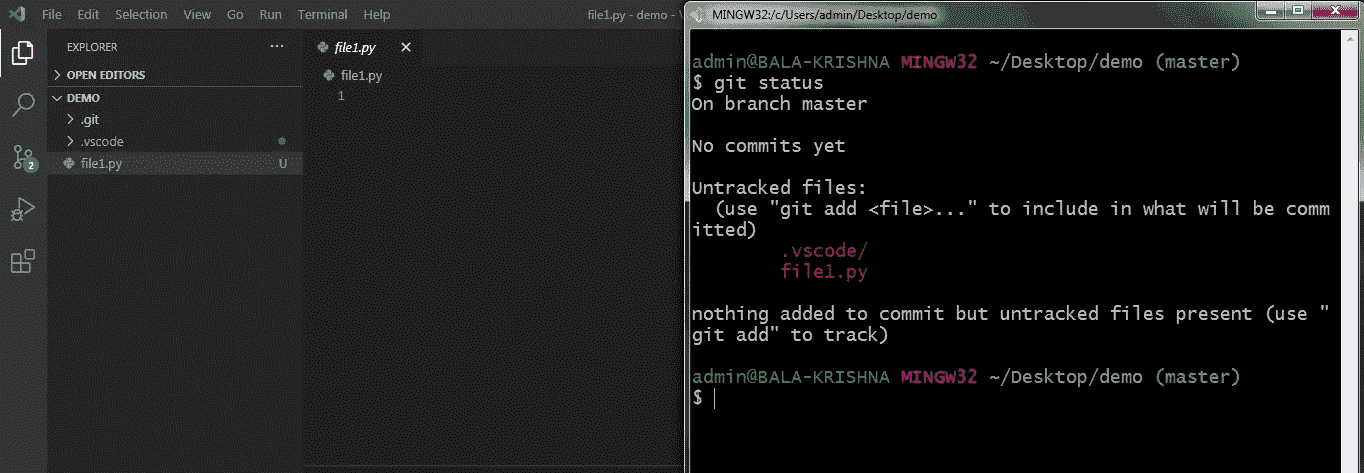 File Edit Selection View Go Run Terminal Help
file1.py - demo - V
EXPLORER
OPEN EDITORS
DEMO
.git
.vscode
file1.py U
2
file1.py
file1.py
1
MINGW32:/c/Users/admin/Desktop/demo
admin@BALA-KRISHNA MINGW32 ~/Desktop/demo (master)
$ git status
On branch master
No commits yet
Untracked files:
(use "git add <file>..." to include in what will be comm
itted)
.vscode/
file1.py
nothing added to commit but untracked files present (use "
git add" to track)
admin@BALA-KRISHNA MINGW32 ~/Desktop/demo (master)
$